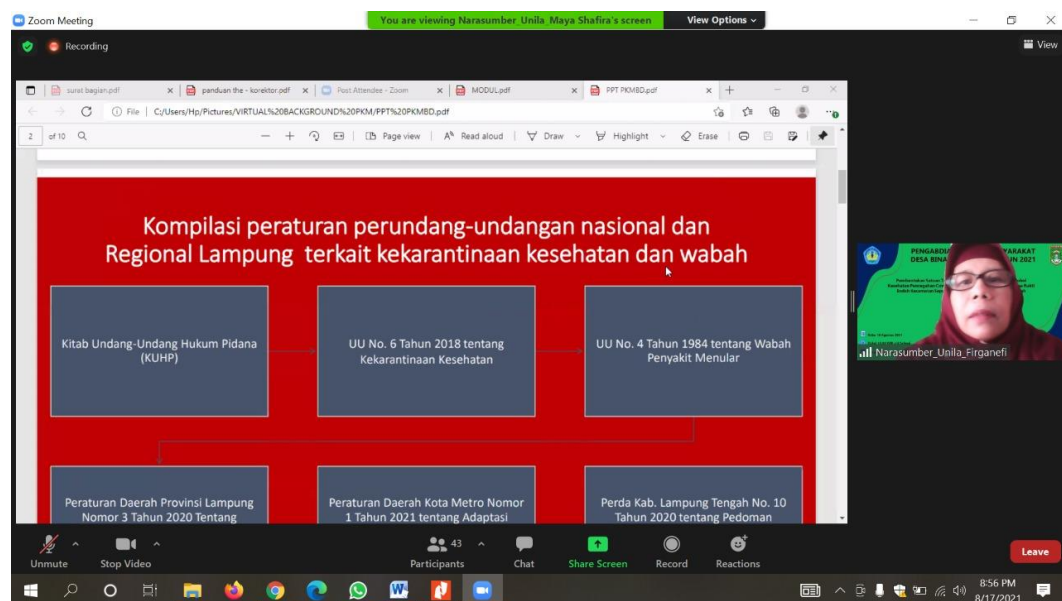 Zoom Meeting
You are viewing Narasumber_Unila_Maya Shafira's screen
View Options
Recording
View
surat bagian.pdf
panduan the - korektor.pdf
Post Attendee - Zoom
MODUL.pdf
PPT PKMBD.pdf
File | C:/Users/Hp/Pictures/VIRTUAL%20BACKGROUND%20PKM/PPT%20PKMBD.pdf
2 of 10
Page view
Read aloud
Draw
Highlight
Erase
Kompilasi peraturan perundang-undangan nasional dan
Regional Lampung terkait kekarantinaan kesehatan dan wabah
Kitab Undang-Undang Hukum Pidana
(KUHP)
UU No. 6 Tahun 2018 tentang
Kekarantinaan Kesehatan
UU No. 4 Tahun 1984 tentang Wabah
Penyakit Menular
Peraturan Daerah Provinsi Lampung
Nomor 3 Tahun 2020 Tentang
Peraturan Daerah Kota Metro Nomor
1 Tahun 2021 tentang Adaptasi
Perda Kab. Lampung Tengah No. 10
Tahun 2020 tentang Pedoman
DESA
Narasumber_Unila_Firganefi
Unmute
Stop Video
43
Participants
Chat
Share Screen
Record
Reactions
Leave
8:56 PM
8/17/2021